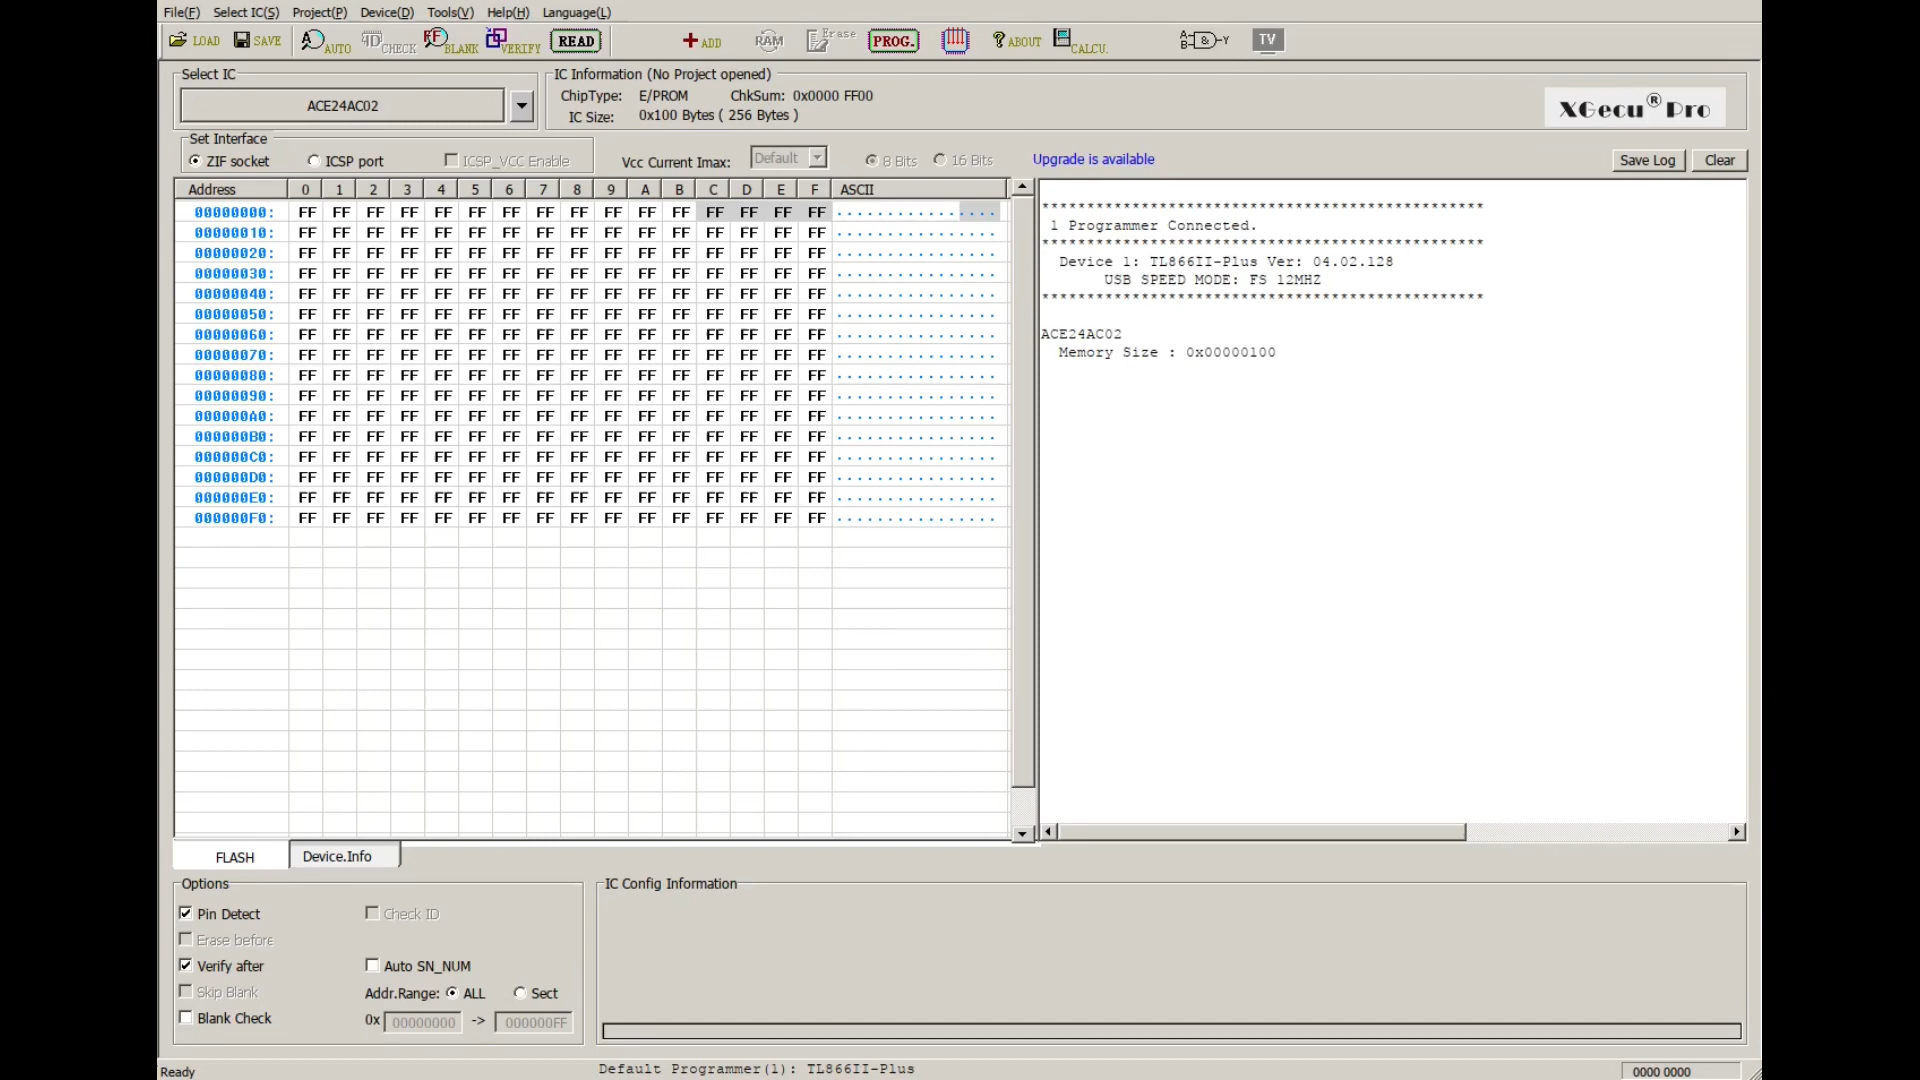 File(F) Select IC(S) Project(P) Device(D) Tools(V) Help(H) Language(L)
LOAD SAVE AUTO CHECK BLANK VERIFY READ ADD RAM Erase PROG. ABOUT CALCU. A B & Y TV
Select IC
ACE24AC02
IC Information (No Project opened)
ChipType: E/PROM ChkSum: 0x0000 FF00
IC Size: 0x100 Bytes ( 256 Bytes )
XGecu® Pro
Set Interface
ZIF socket ICSP port ICSP_VCC Enable Vcc Current Imax: Default 8 Bits 16 Bits Upgrade is available Save Log Clear
Address 0 1 2 3 4 5 6 7 8 9 A B C D E F ASCII
00000000: FF FF FF FF FF FF FF FF FF FF FF FF FF FF FF FF ................
00000010: FF FF FF FF FF FF FF FF FF FF FF FF FF FF FF FF ................
00000020: FF FF FF FF FF FF FF FF FF FF FF FF FF FF FF FF ................
00000030: FF FF FF FF FF FF FF FF FF FF FF FF FF FF FF FF ................
00000040: FF FF FF FF FF FF FF FF FF FF FF FF FF FF FF FF ................
00000050: FF FF FF FF FF FF FF FF FF FF FF FF FF FF FF FF ................
00000060: FF FF FF FF FF FF FF FF FF FF FF FF FF FF FF FF ................
00000070: FF FF FF FF FF FF FF FF FF FF FF FF FF FF FF FF ................
00000080: FF FF FF FF FF FF FF FF FF FF FF FF FF FF FF FF ................
00000090: FF FF FF FF FF FF FF FF FF FF FF FF FF FF FF FF ................
000000A0: FF FF FF FF FF FF FF FF FF FF FF FF FF FF FF FF ................
000000B0: FF FF FF FF FF FF FF FF FF FF FF FF FF FF FF FF ................
000000C0: FF FF FF FF FF FF FF FF FF FF FF FF FF FF FF FF ................
000000D0: FF FF FF FF FF FF FF FF FF FF FF FF FF FF FF FF ................
000000E0: FF FF FF FF FF FF FF FF FF FF FF FF FF FF FF FF ................
000000F0: FF FF FF FF FF FF FF FF FF FF FF FF FF FF FF FF ................
*************************************************
1 Programmer Connected.
*************************************************
Device 1: TL866II-Plus Ver: 04.02.128
USB SPEED MODE: FS 12MHZ
*************************************************
ACE24AC02
Memory Size : 0x00000100
FLASH Device.Info
Options
Pin Detect Check ID
Erase before
Verify after Auto SN_NUM
Skip Blank Addr.Range: ALL Sect
Blank Check 0x 00000000 -> 000000FF
IC Config Information
Ready Default Programmer(1): TL866II-Plus 0000 0000